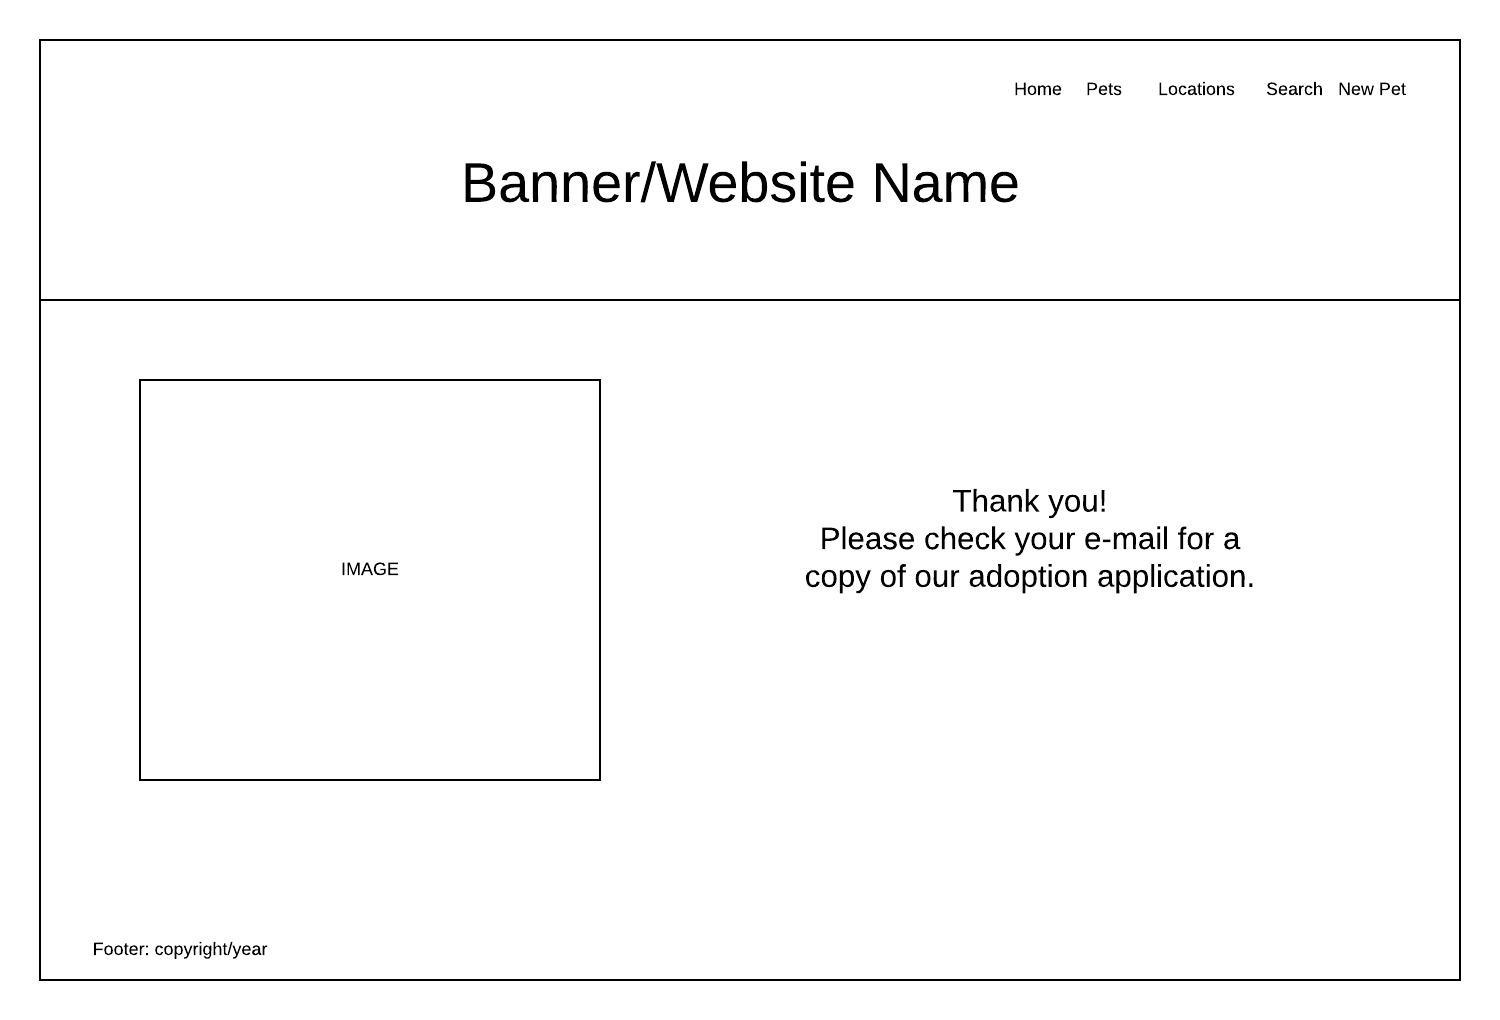 Home Pets Locations Search New Pet
Banner/Website Name
IMAGE
Thank you!
Please check your e-mail for a
copy of our adoption application.
Footer: copyright/year